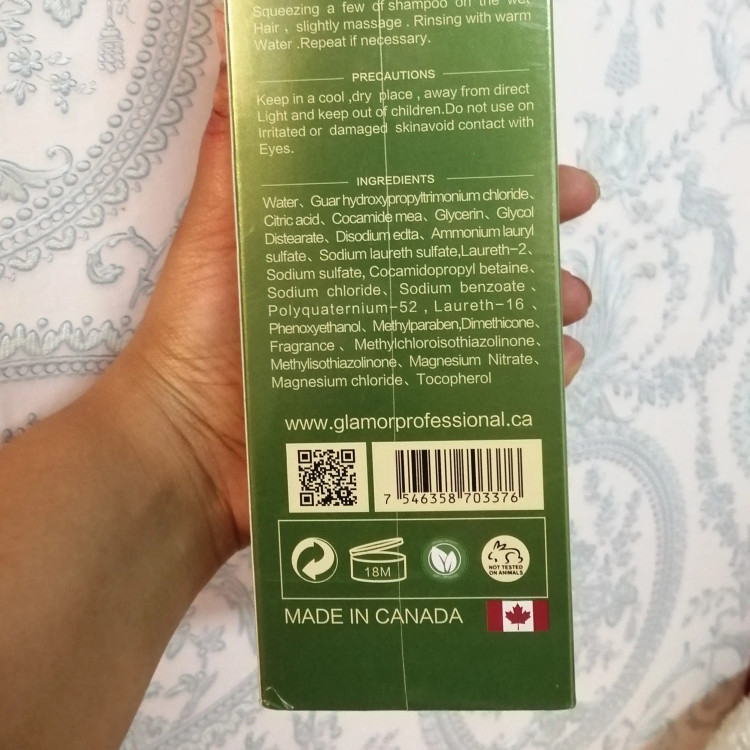 Squeezing a few of shampoo on the wet
Hair , slightly massage . Rinsing with warm
Water .Repeat if necessary.
PRECAUTIONS
Keep in a cool ,dry place , away from direct
Light and keep out of children.Do not use on
Irritated or damaged skinavoid contact with
Eyes.
INGREDIENTS
Water、Guar hydroxypropyltrimonium chloride、
Citric acid、Cocamide mea、Glycerin、Glycol
Distearate、Disodium edta、Ammonium lauryl
sulfate、Sodium laureth sulfate,Laureth-2、
Sodium sulfate, Cocamidopropyl betaine、
Sodium chloride、Sodium benzoate、
Polyquaternium-52 , Laureth-16 、
Phenoxyethanol、Methylparaben,Dimethicone、
Fragrance 、Methylchloroisothiazolinone、
Methylisothiazolinone、Magnesium Nitrate、
Magnesium chloride、Tocopherol
www.glamorprofessional.ca
7 546358 703376
18M
NOT TESTED
ON ANIMALS
MADE IN CANADA